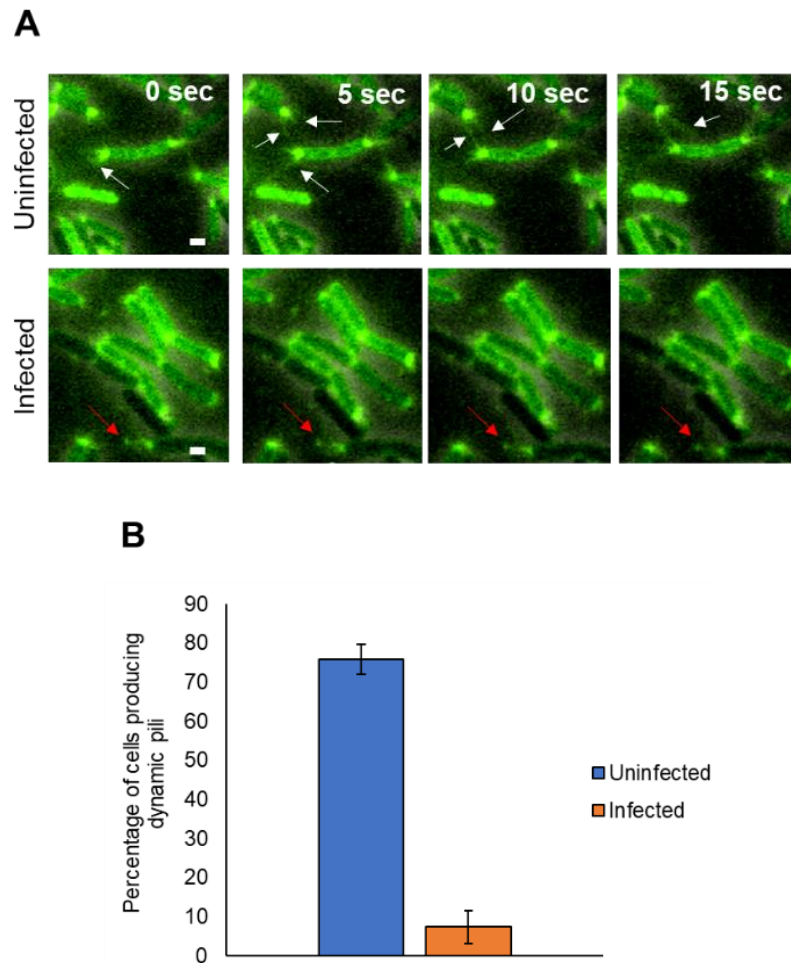 A
Uninfected
0 sec
5 sec
10 sec
15 sec
Infected
B
Percentage of cells producing
dynamic pili
90
80
70
60
50
40
30
20
10
0
Uninfected
Infected